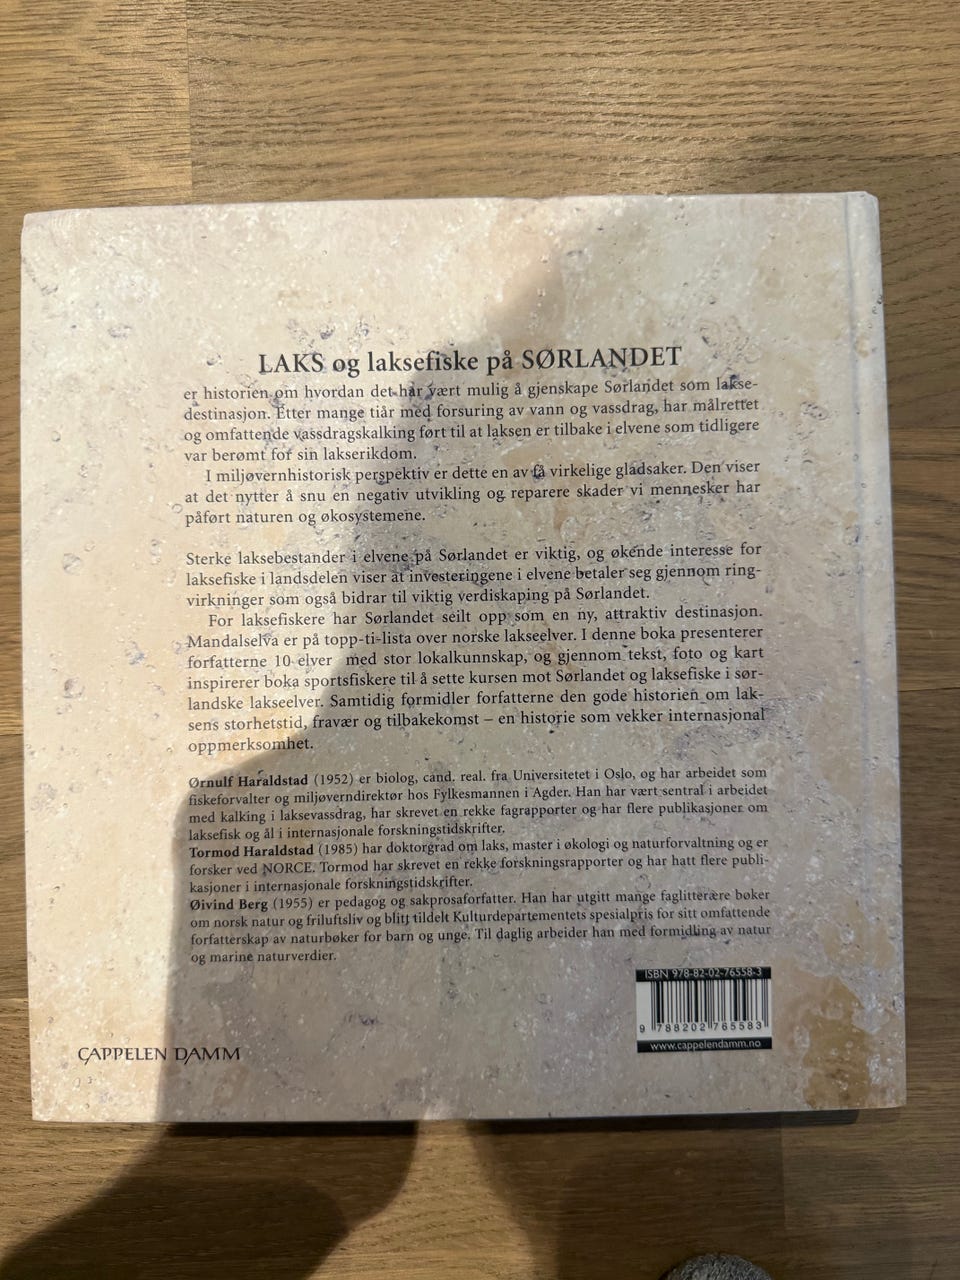 LAKS og laksefiske på SØRLANDET
er historien om hvordan det har vært mulig å gjenskape Sørlandet som lakse-
destinasjon. Etter mange tiår med forsuring av vann og vassdrag, har målrettet
og omfattende vassdragskalking ført til at laksen er tilbake i elvene som tidligere
var berømt for sin lakserikdom.
I miljøvernhistorisk perspektiv er dette en av få virkelige gladsaker. Den viser
at det nytter å snu en negativ utvikling og reparere skader vi mennesker har
påført naturen og økosystemene.
Sterke laksebestander i elvene på Sørlandet er viktig, og økende interesse for
laksefiske i landsdelen viser at investeringene i elvene betaler seg gjennom ring-
virkninger som også bidrar til viktig verdiskaping på Sørlandet.
For laksefiskere har Sørlandet seilt opp som en ny, attraktiv destinasjon.
Mandalselva er på topp-ti-lista over norske lakseelver. I denne boka presenterer
forfatterne 10 elver med stor lokalkunnskap, og gjennom tekst, foto og kart
inspirerer boka sportsfiskere til å sette kursen mot Sørlandet og laksefiske i sør-
landske lakseelver. Samtidig formidler forfatterne den gode historien om lak-
sens storhetstid, fravær og tilbakekomst – en historie som vekker internasjonal
oppmerksomhet.
Ørnulf Haraldstad (1952) er biolog, cand. real. fra Universitetet i Oslo, og har arbeidet som
fiskeforvalter og miljøverndirektør hos Fylkesmannen i Agder. Han har vært sentral i arbeidet
med kalking i laksevassdrag, har skrevet en rekke fagrapporter og har flere publikasjoner om
laksefisk og ål i internasjonale forskningstidskrifter.
Tormod Haraldstad (1985) har doktorgrad om laks, master i økologi og naturforvaltning og er
forsker ved NORCE. Tormod har skrevet en rekke forskningsrapporter og har hatt flere publi-
kasjoner i internasjonale forskningstidskrifter.
Øivind Berg (1955) er pedagog og sakprosaforfatter. Han har utgitt mange faglitterære bøker
om norsk natur og friluftsliv og blitt tildelt Kulturdepartementets spesialpris for sitt omfattende
forfatterskap av naturbøker for barn og unge. Til daglig arbeider han med formidling av natur
og marine naturverdier.
ISBN 978-82-02-76558-3
9 788202 765583
www.cappelendamm.no
CAPPELEN DAMM